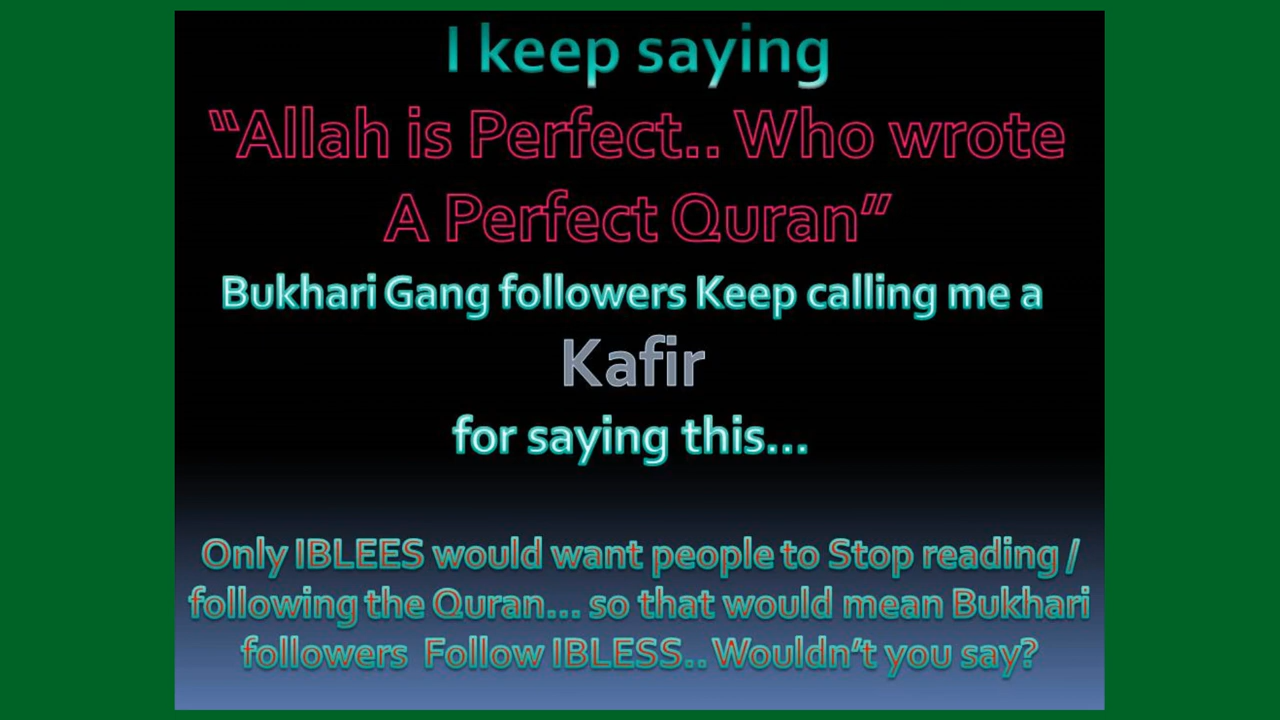 I keep saying
“Allah is Perfect.. Who wrote
A Perfect Quran”
Bukhari Gang followers Keep calling me a
Kafir
for saying this...
Only IBLEES would want people to Stop reading /
following the Quran... so that would mean Bukhari
followers Follow IBLESS.. Wouldn’t you say?